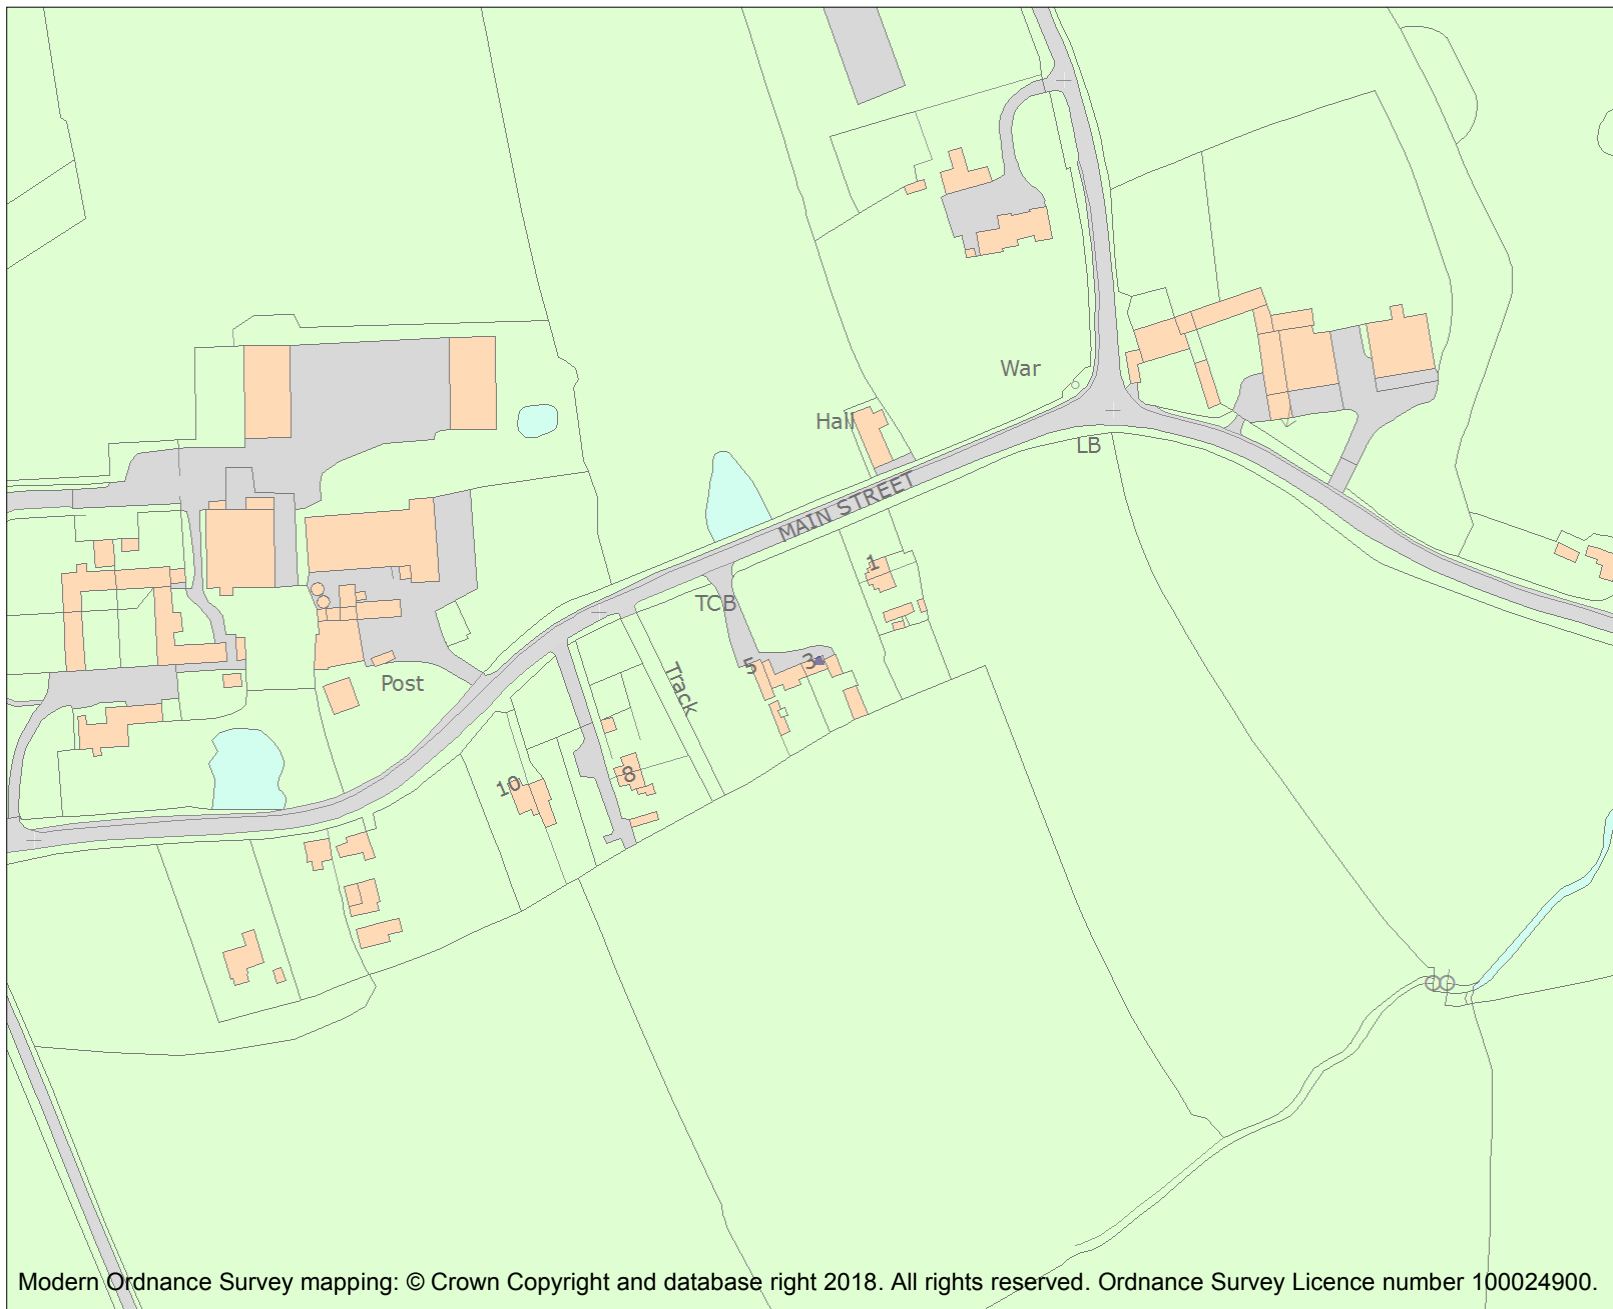 War
Hall
LB
MAIN STREET
1
TCB
5
3
Track
Post
8
10
Modern Ordnance Survey mapping: © Crown Copyright and database right 2018. All rights reserved. Ordnance Survey Licence number 100024900.